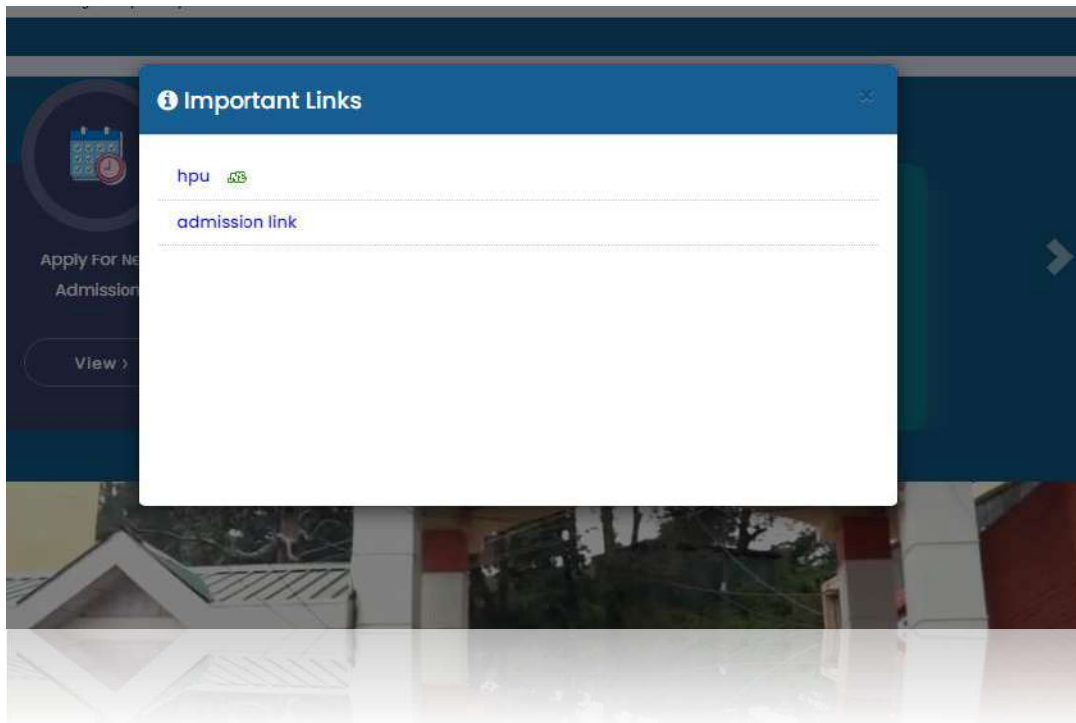 Important Links
×
hpu
admission link
Apply For Ne
Admission
View ›